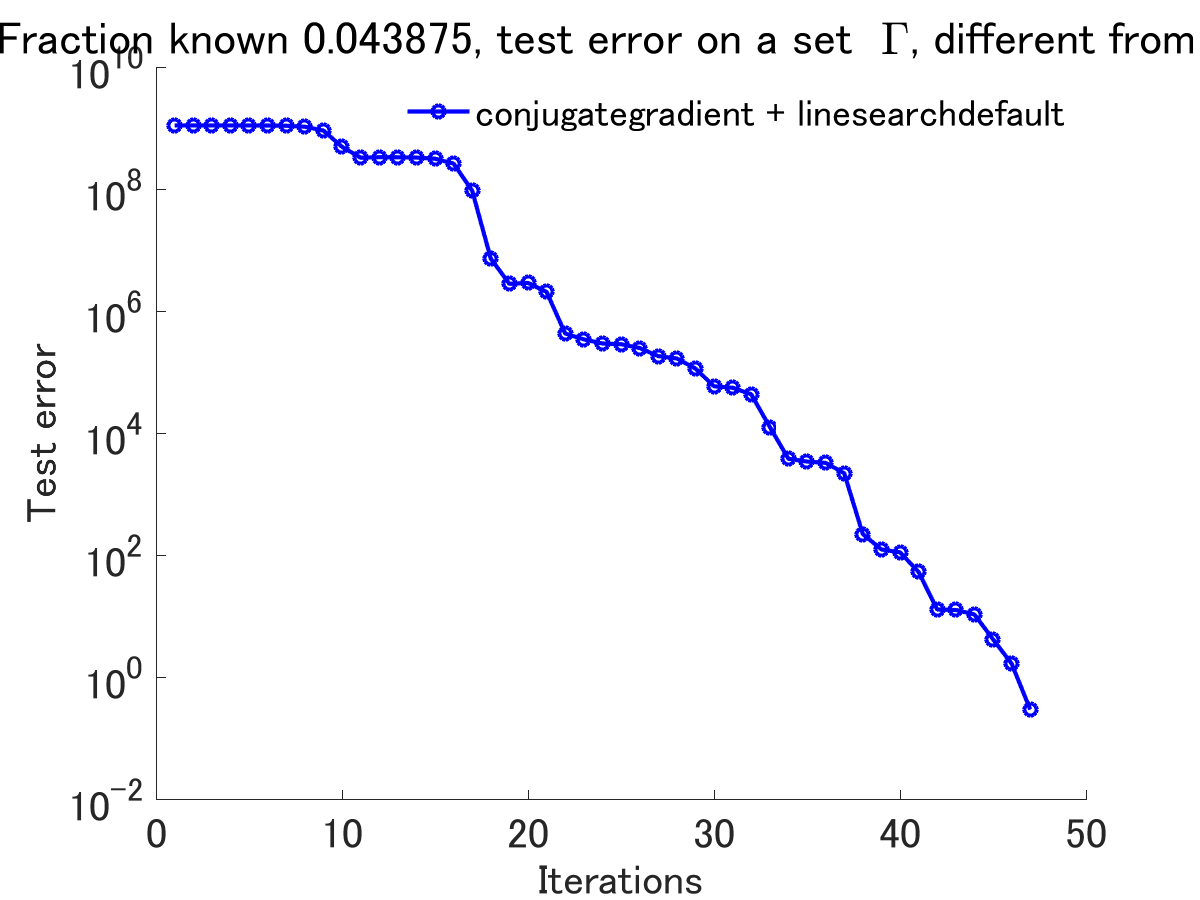 Fraction known 0.043875, test error on a set Γ, different from
10^10
conjugategradient + linesearchdefault
10^8
10^6
10^4
10^2
10^0
10^−2
Test error
0 10 20 30 40 50
Iterations